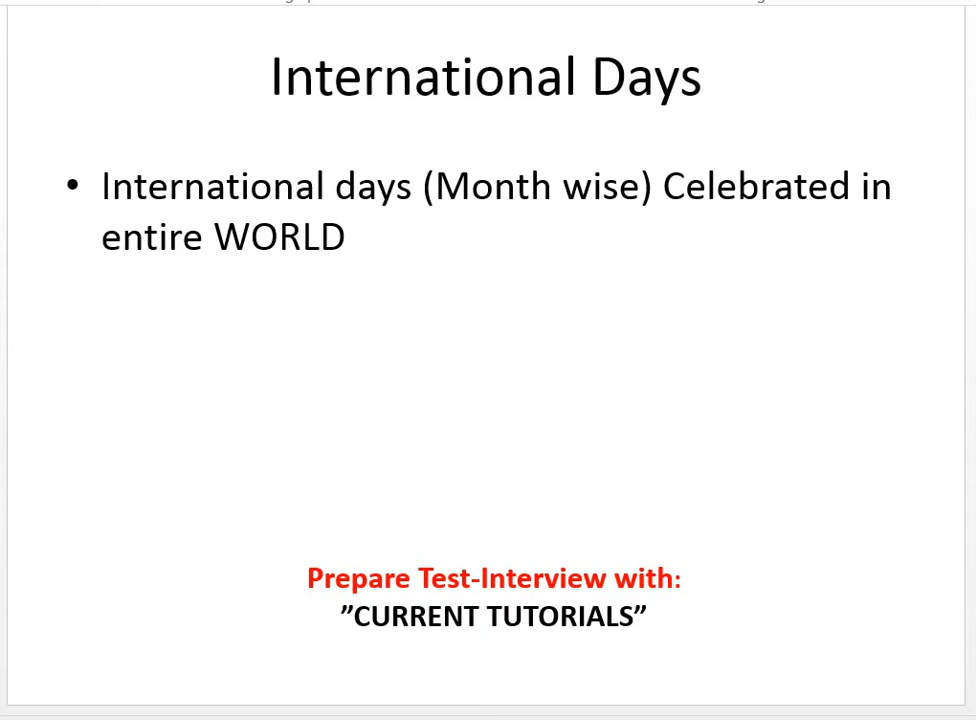 International Days
• International days (Month wise) Celebrated in
entire WORLD
Prepare Test-Interview with:
”CURRENT TUTORIALS”